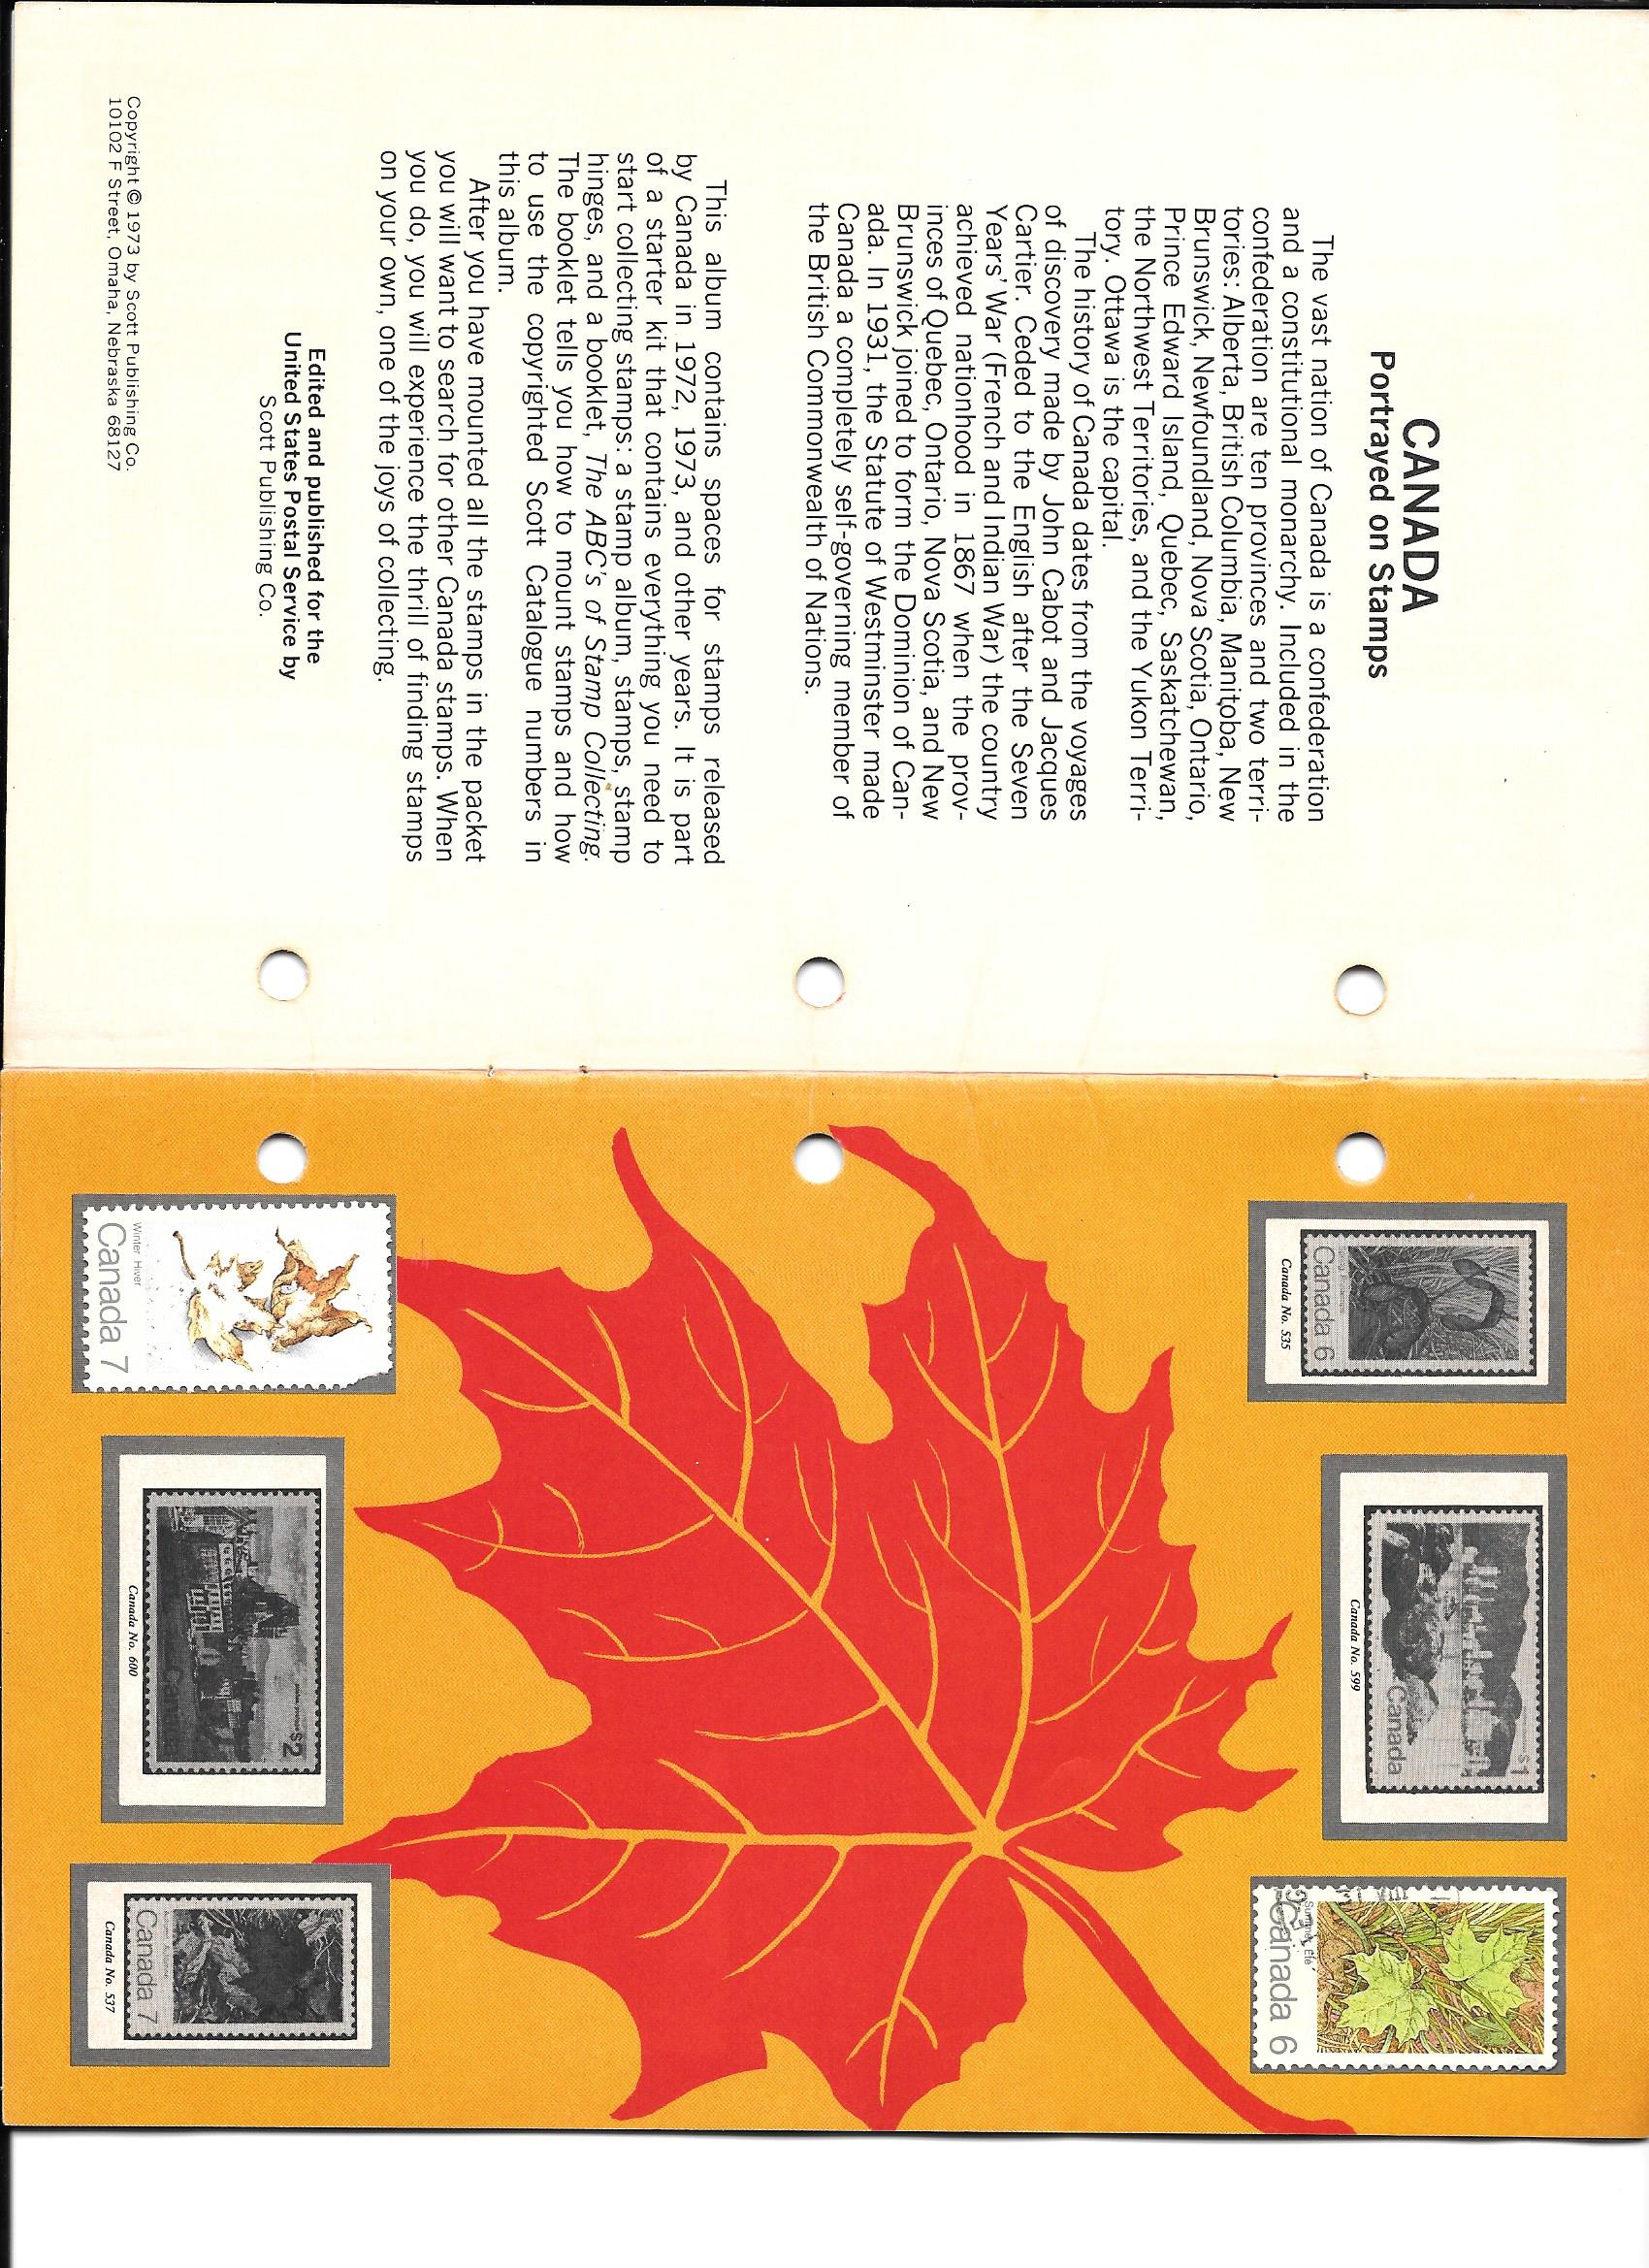 CANADA
Portrayed on Stamps
The vast nation of Canada is a confederation
and a constitutional monarchy. Included in the
confederation are ten provinces and two terri-
tories: Alberta, British Columbia, Manitoba, New
Brunswick, Newfoundland, Nova Scotia, Ontario,
Prince Edward Island, Quebec, Saskatchewan,
the Northwest Territories, and the Yukon Terri-
tory. Ottawa is the capital.
The history of Canada dates from the voyages
of discovery made by John Cabot and Jacques
Cartier. Ceded to the English after the Seven
Years' War (French and Indian War) the country
achieved nationhood in 1867 when the prov-
inces of Quebec, Ontario, Nova Scotia, and New
Brunswick joined to form the Dominion of Can-
ada. In 1931, the Statute of Westminster made
Canada a completely self-governing member of
the British Commonwealth of Nations.
This album contains spaces for stamps released
by Canada in 1972, 1973, and other years. It is part
of a starter kit that contains everything you need to
start collecting stamps: a stamp album, stamps, stamp
hinges, and a booklet, The ABC's of Stamp Collecting.
The booklet tells you how to mount stamps and how
to use the copyrighted Scott Catalogue numbers in
this album.
After you have mounted all the stamps in the packet
you will want to search for other Canada stamps. When
you do, you will experience the thrill of finding stamps
on your own, one of the joys of collecting.
Edited and published for the
United States Postal Service by
Scott Publishing Co.
Copyright © 1973 by Scott Publishing Co.
10102 F Street, Omaha, Nebraska 68127
Canada 6
Canada No. 535
$1
Canada
Canada No. 599
Summer Été
Canada 6
Winter Hiver
Canada 7
$2
Canada
Canada No. 600
Canada 7
Canada No. 537